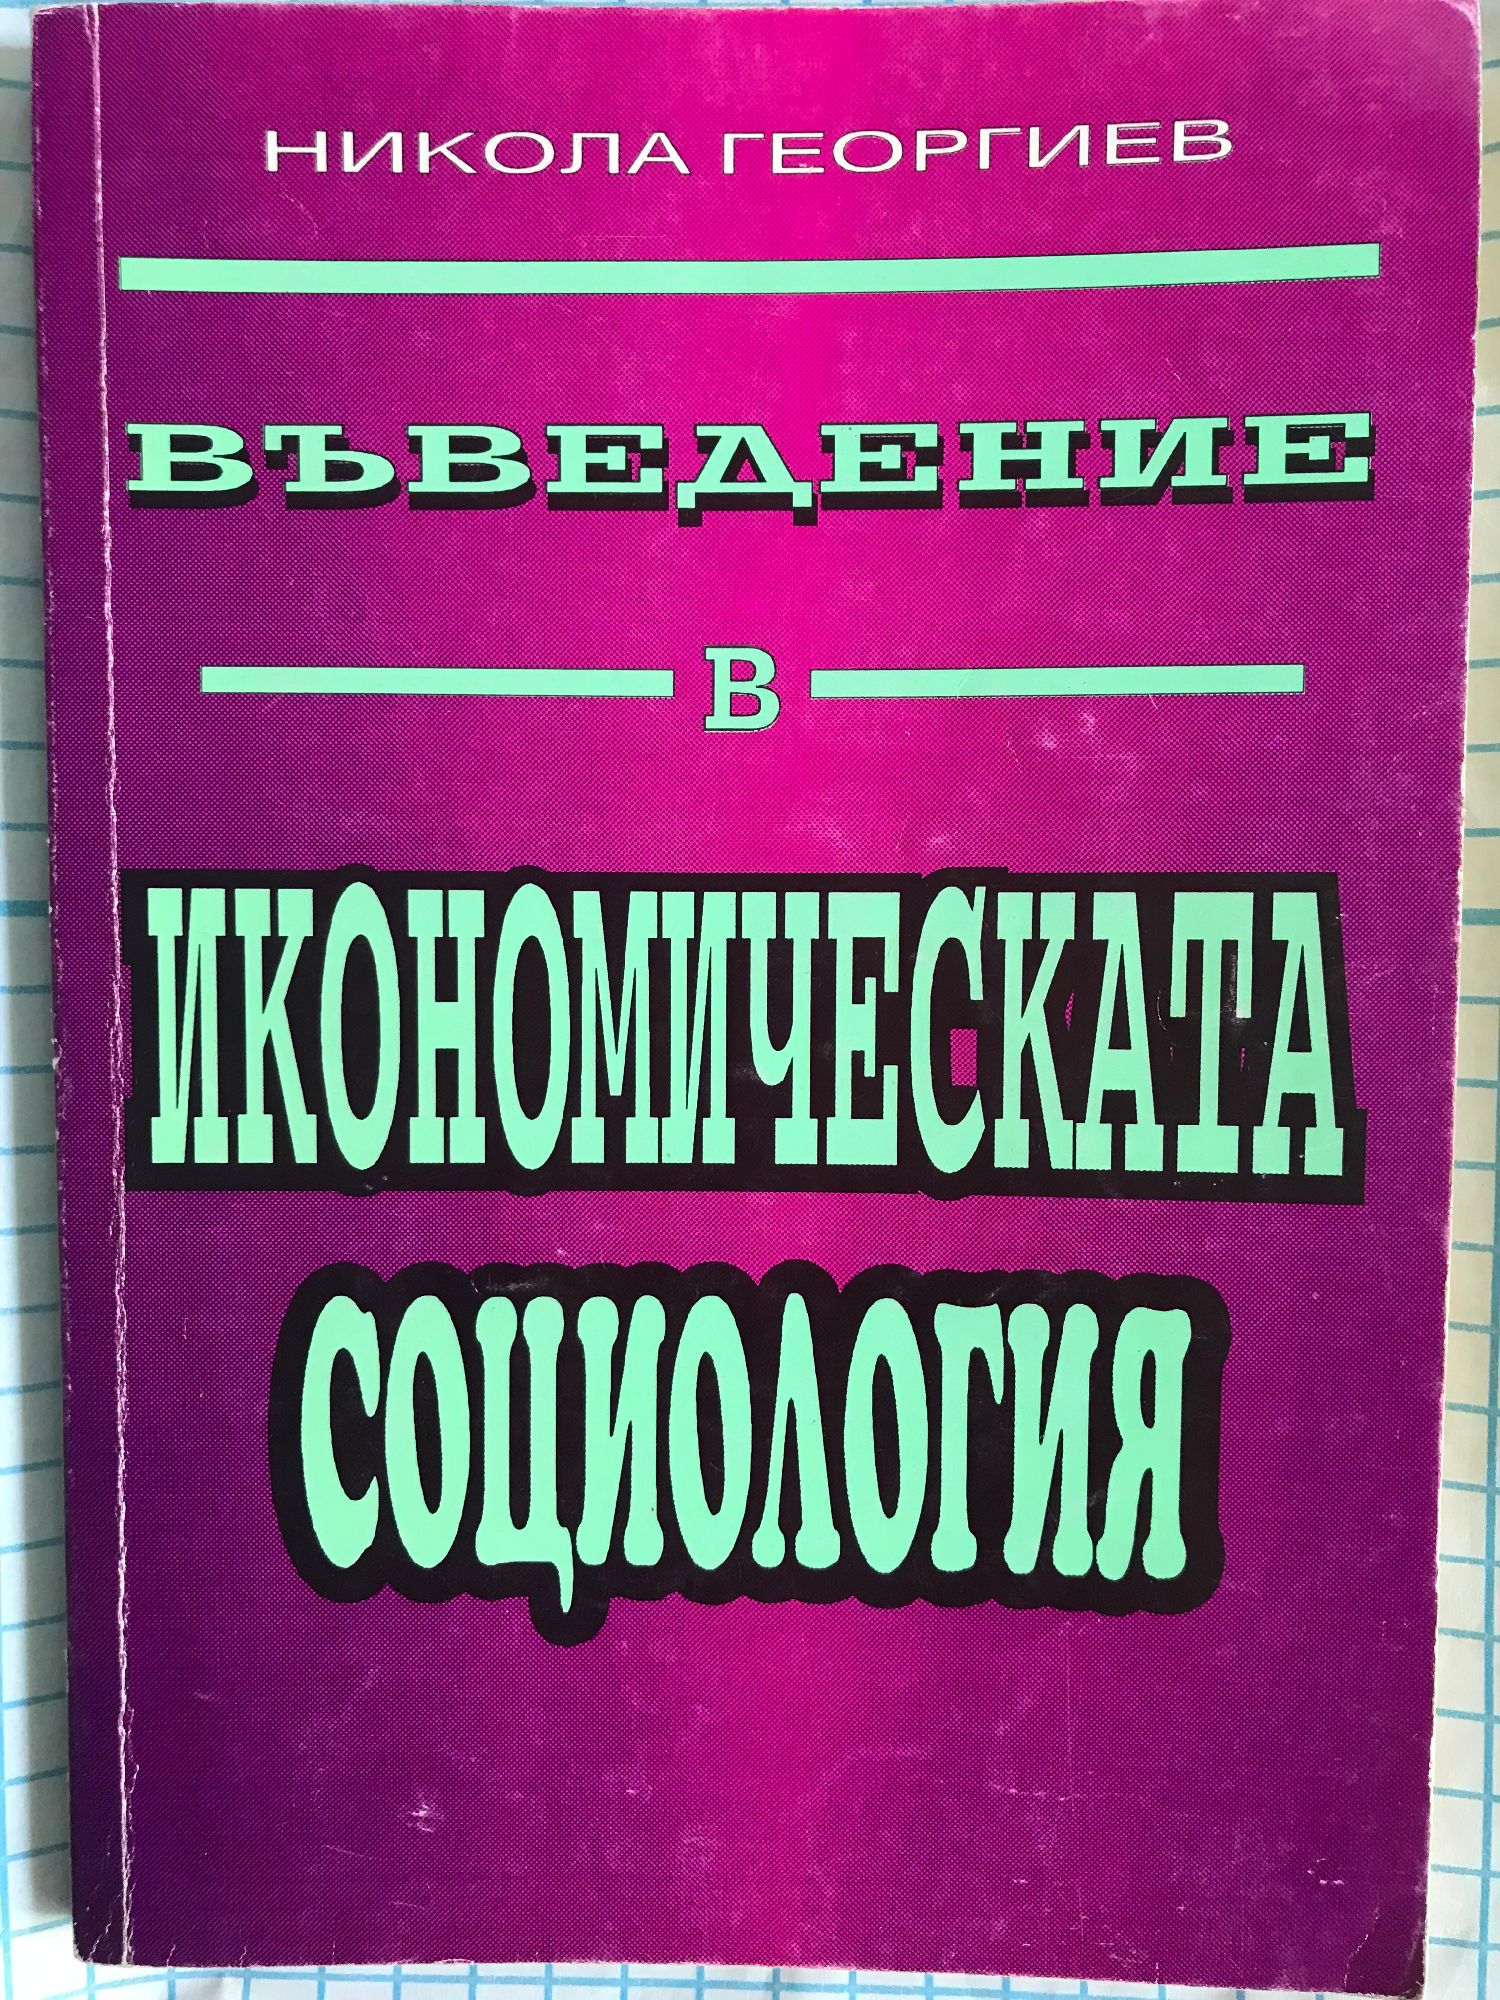 НИКОЛА ГЕОРГИЕВ
ВЪВЕДЕНИЕ
В
ИКОНОМИЧЕСКАТА
СОЦИОЛОГИЯ